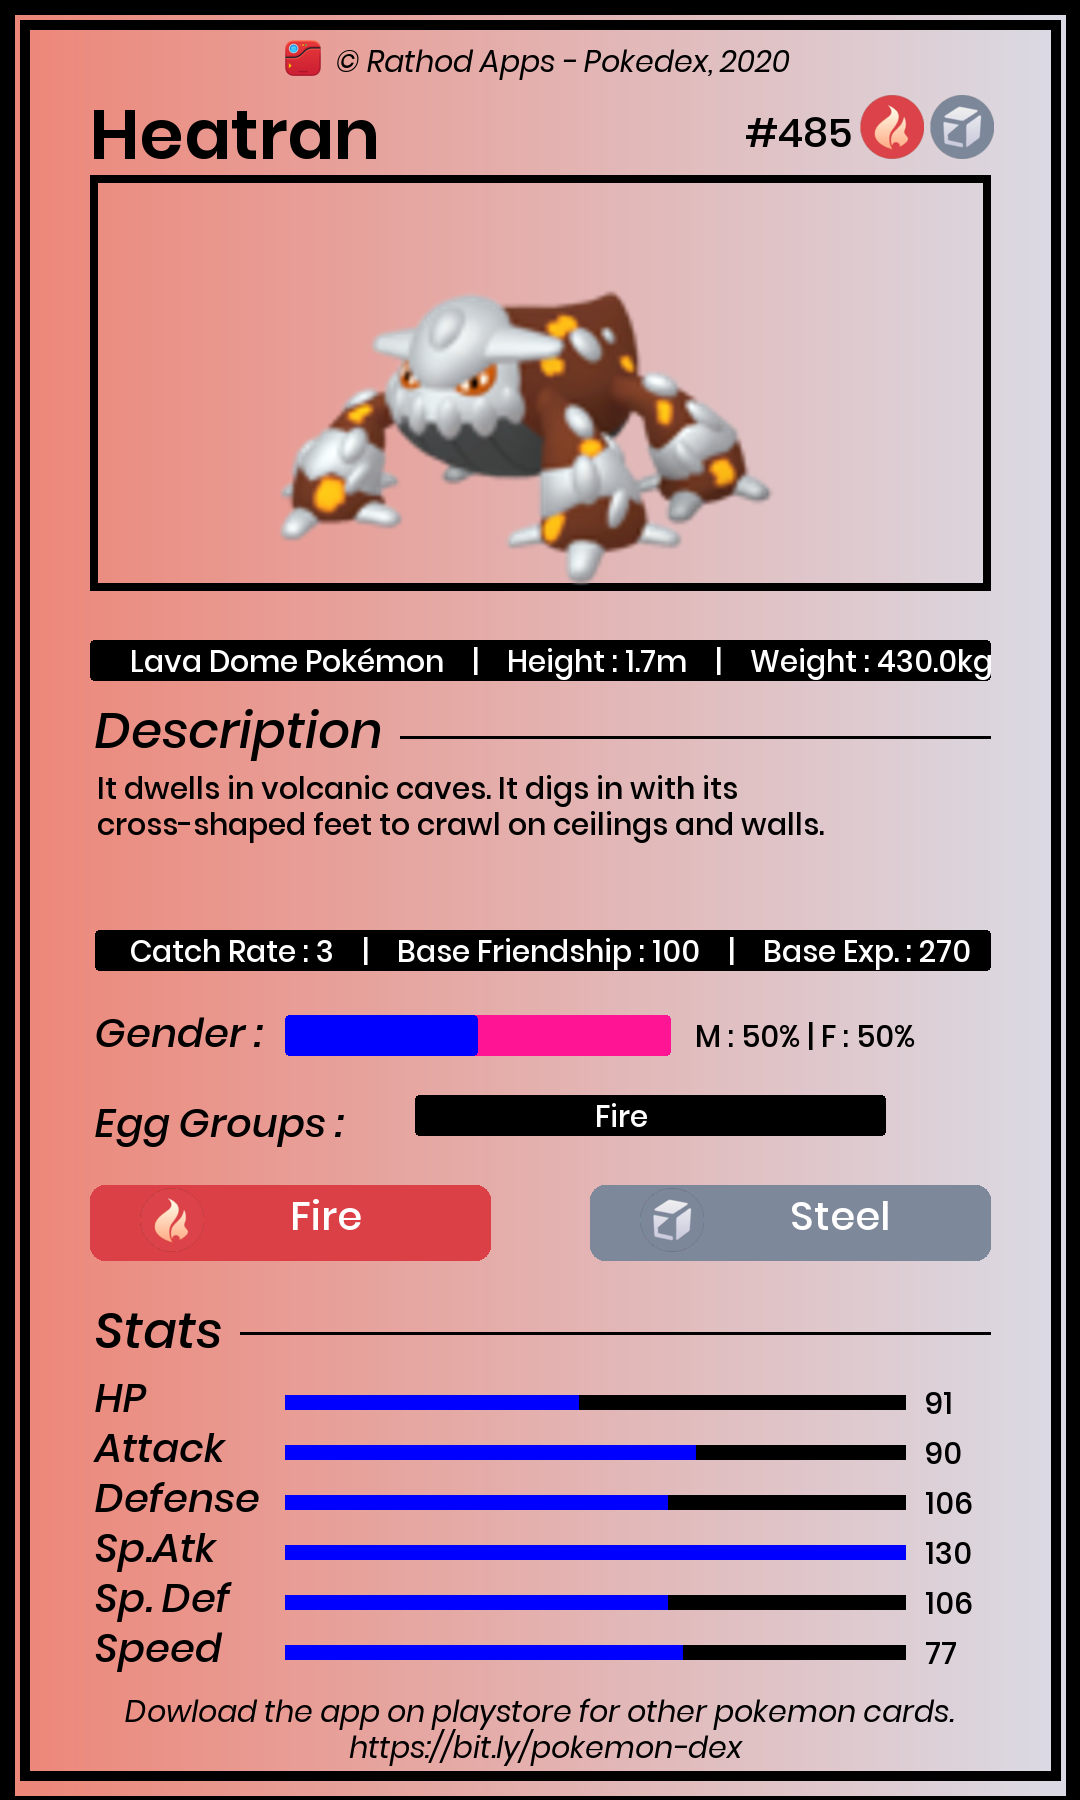 © Rathod Apps - Pokedex, 2020
Heatran
#485
Lava Dome Pokémon | Height : 1.7m | Weight : 430.0kg
Description
It dwells in volcanic caves. It digs in with its
cross-shaped feet to crawl on ceilings and walls.
Catch Rate : 3 | Base Friendship : 100 | Base Exp. : 270
Gender : M : 50% | F : 50%
Egg Groups : Fire
Fire Steel
Stats
HP 91
Attack 90
Defense 106
Sp.Atk 130
Sp. Def 106
Speed 77
Dowload the app on playstore for other pokemon cards.
https://bit.ly/pokemon-dex